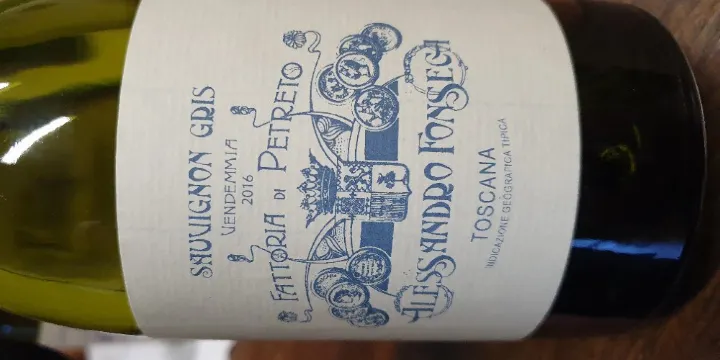 SAUVIGNON GRIS
VENDEMMIA
2016
FATTORIA DI PETRETO
ALESSANDRO FONSECA
TOSCANA
INDICAZIONE GEOGRAFICA TIPICA